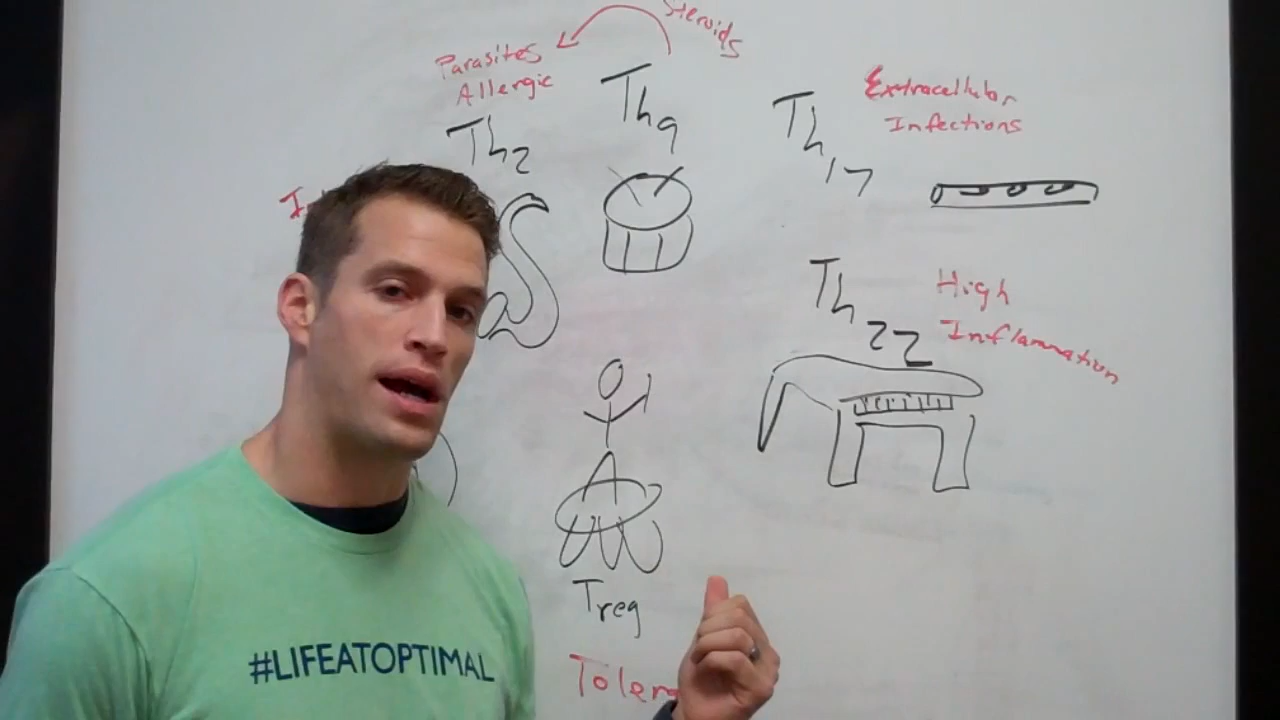 Steroids
Parasites
Allergic
Th9
Th2
Th17
Extracellular
Infections
Th22
High
Inflammation
Treg
#LIFEATOPTIMAL